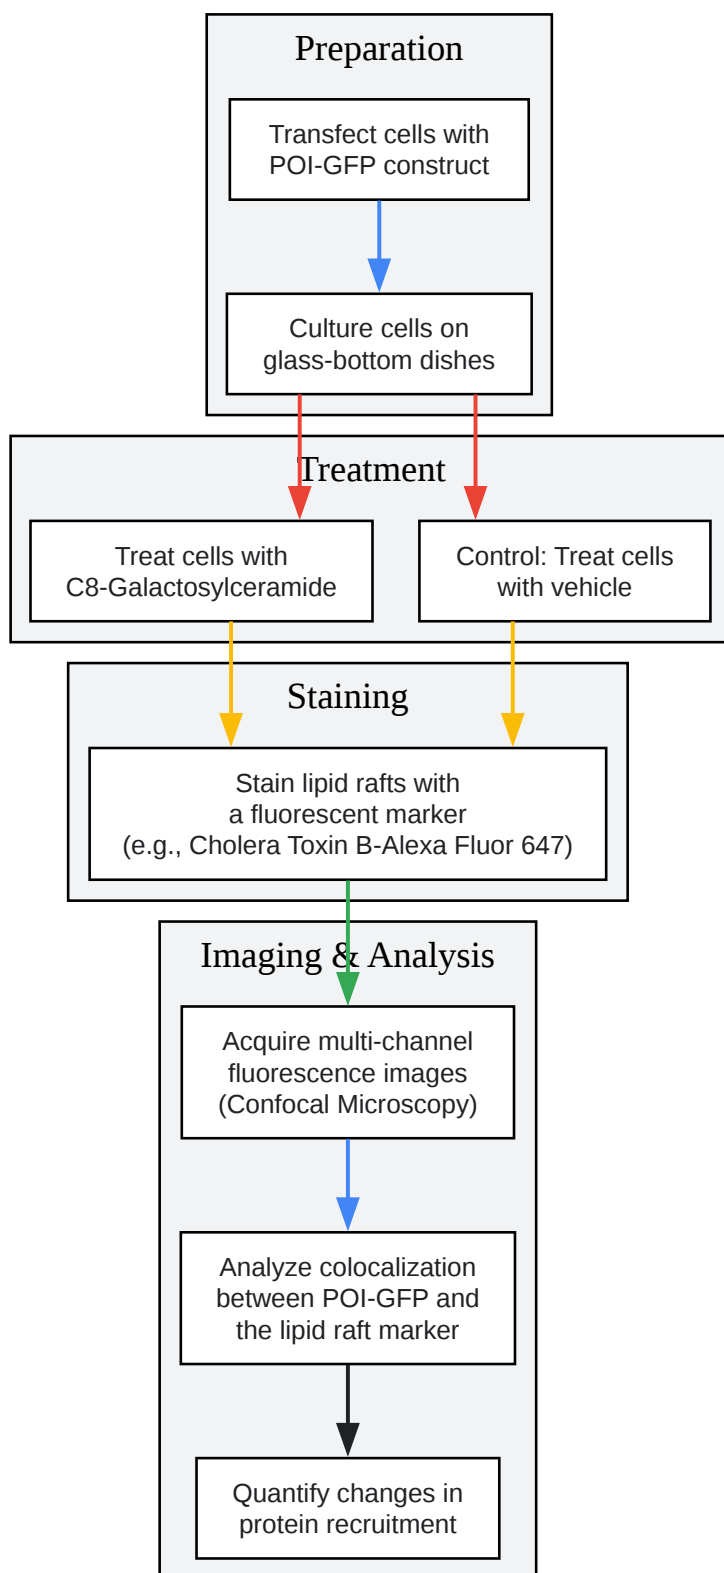 Preparation
Transfect cells with
POI-GFP construct
Culture cells on
glass-bottom dishes
Treatment
Treat cells with
C8-Galactosylceramide
Control: Treat cells
with vehicle
Staining
Stain lipid rafts with
a fluorescent marker
(e.g., Cholera Toxin B-Alexa Fluor 647)
Imaging & Analysis
Acquire multi-channel
fluorescence images
(Confocal Microscopy)
Analyze colocalization
between POI-GFP and
the lipid raft marker
Quantify changes in
protein recruitment